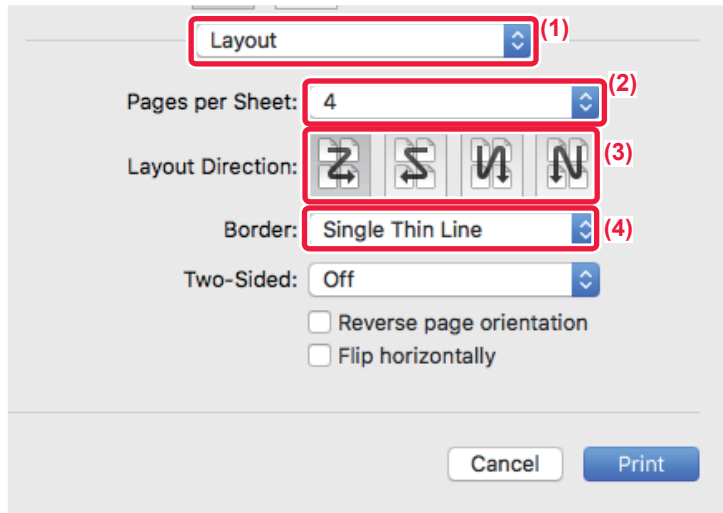 Layout (1)
Pages per Sheet: 4 (2)
Layout Direction: (3)
Border: Single Thin Line (4)
Two-Sided: Off
Reverse page orientation
Flip horizontally
Cancel Print